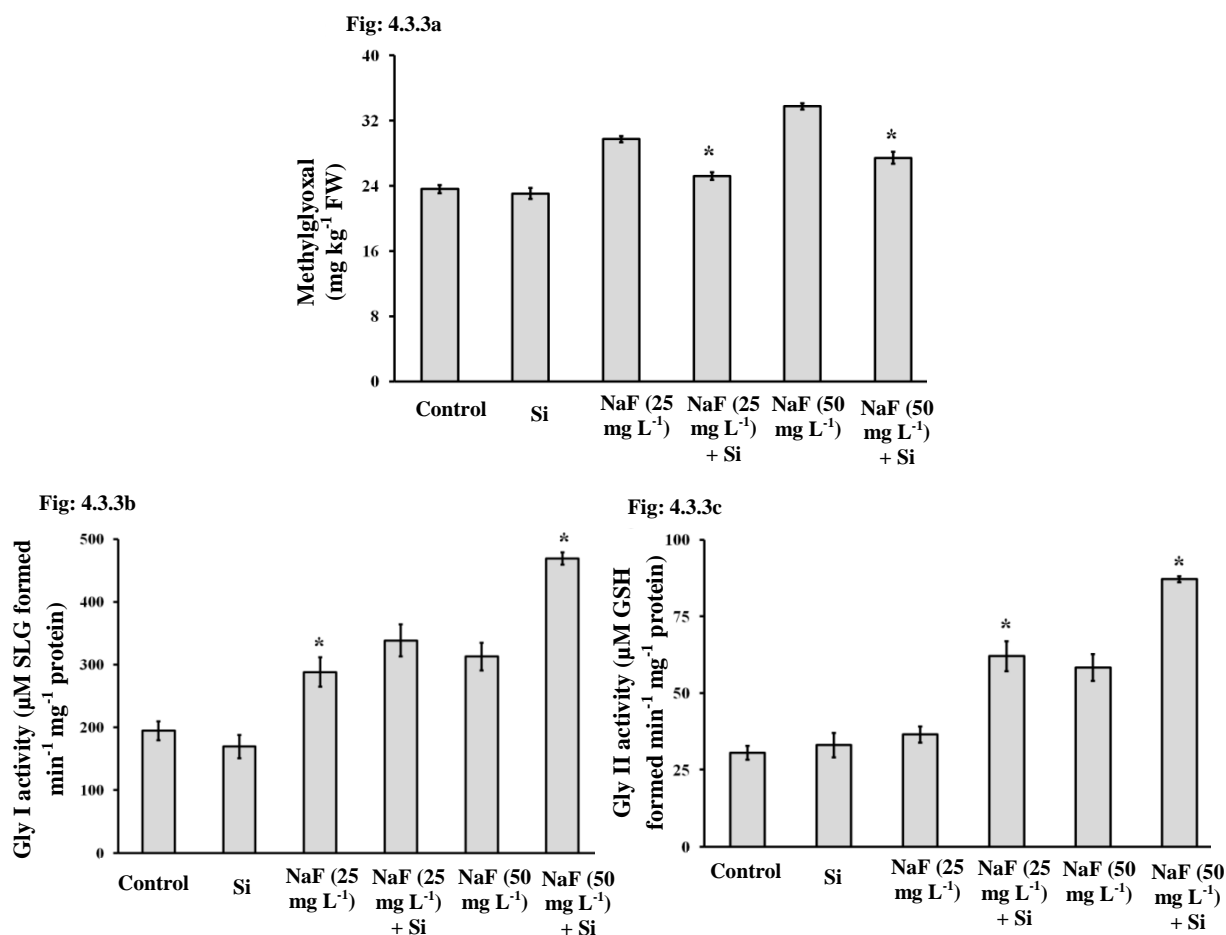 Fig: 4.3.3a
Methylglyoxal
(mg kg⁻¹ FW)
40
32
24
16
8
0
*
*
Control
Si
NaF (25
mg L⁻¹)
NaF (25
mg L⁻¹)
+ Si
NaF (50
mg L⁻¹)
NaF (50
mg L⁻¹)
+ Si
Fig: 4.3.3b
Gly I activity (µM SLG formed
min⁻¹ mg⁻¹ protein)
500
400
300
200
100
0
*
*
Control
Si
NaF (25
mg L⁻¹)
NaF (25
mg L⁻¹)
+ Si
NaF (50
mg L⁻¹)
NaF (50
mg L⁻¹)
+ Si
Fig: 4.3.3c
Gly II activity (µM GSH
formed min⁻¹ mg⁻¹ protein)
100
75
50
25
0
*
*
Control
Si
NaF (25
mg L⁻¹)
NaF (25
mg L⁻¹)
+ Si
NaF (50
mg L⁻¹)
NaF (50
mg L⁻¹)
+ Si